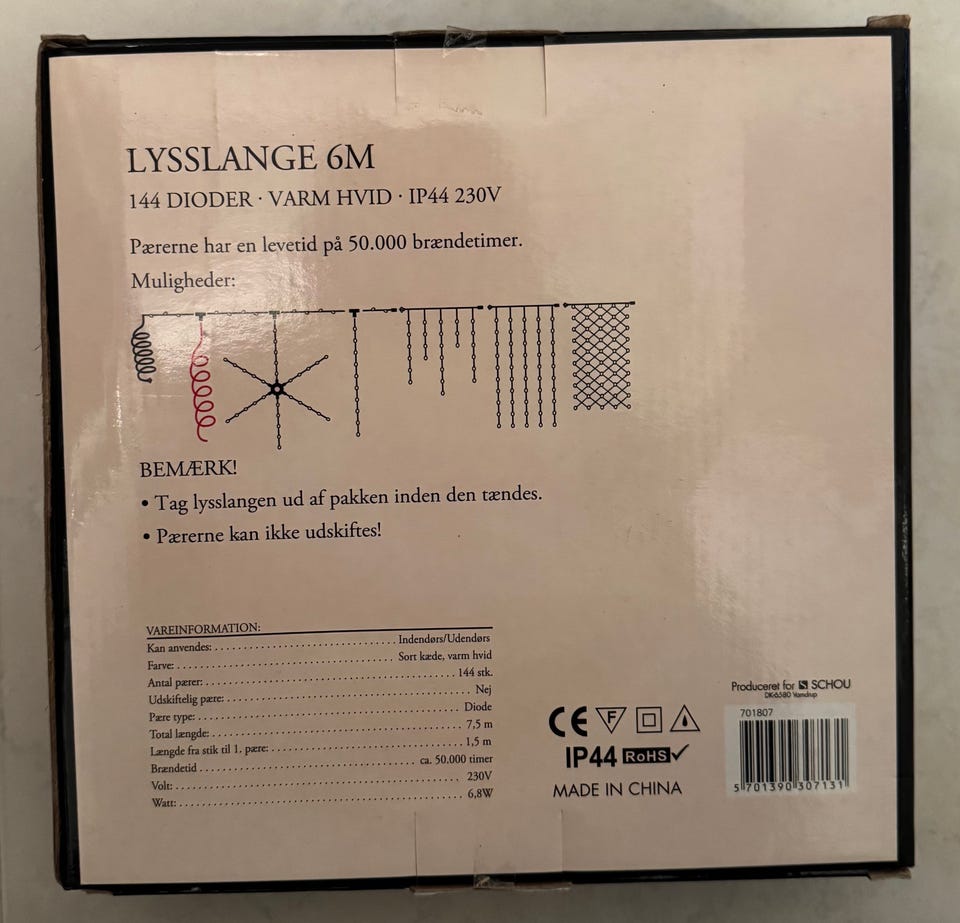 LYSSLANGE 6M
144 DIODER · VARM HVID · IP44 230V
Pærerne har en levetid på 50.000 brændetimer.
Muligheder:
BEMÆRK!
• Tag lysslangen ud af pakken inden den tændes.
• Pærerne kan ikke udskiftes!
VAREINFORMATION:
Kan anvendes: Indendørs/Udendørs
Farve: Sort kæde, varm hvid
Antal pærer: 144 stk.
Udskiftelig pære: Nej
Pære type: Diode
Total længde: 7,5 m
Længde fra stik til 1. pære: 1,5 m
Brændetid ca. 50.000 timer
Volt: 230V
Watt: 6,8W
CE F
IP44 RoHS
MADE IN CHINA
Produceret for SCHOU
DK-6580 Vamdrup
701807
5 701390 307131